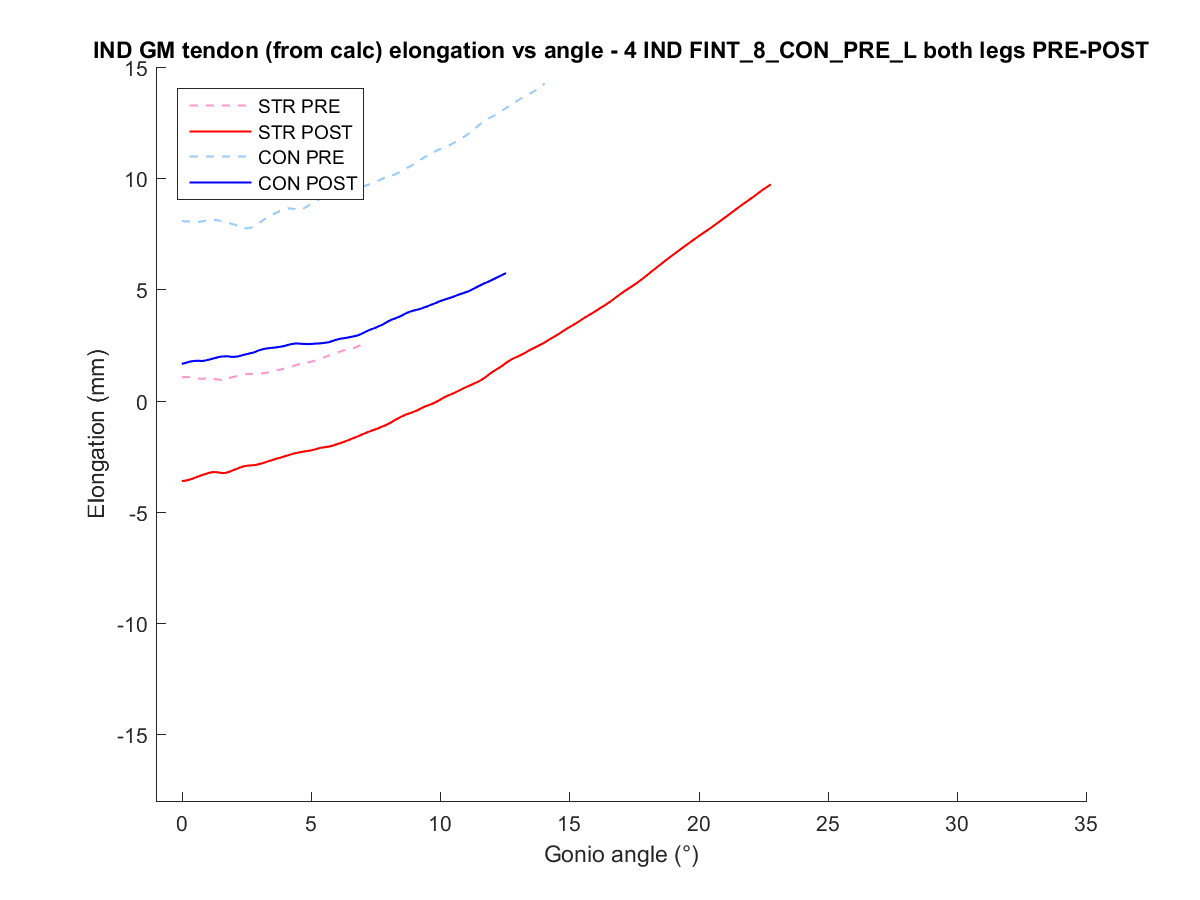 IND GM tendon (from calc) elongation vs angle - 4 IND FINT_8_CON_PRE_L both legs PRE-POST
STR PRE
STR POST
CON PRE
CON POST
15
10
5
0
-5
-10
-15
Elongation (mm)
0 5 10 15 20 25 30 35
Gonio angle (°)